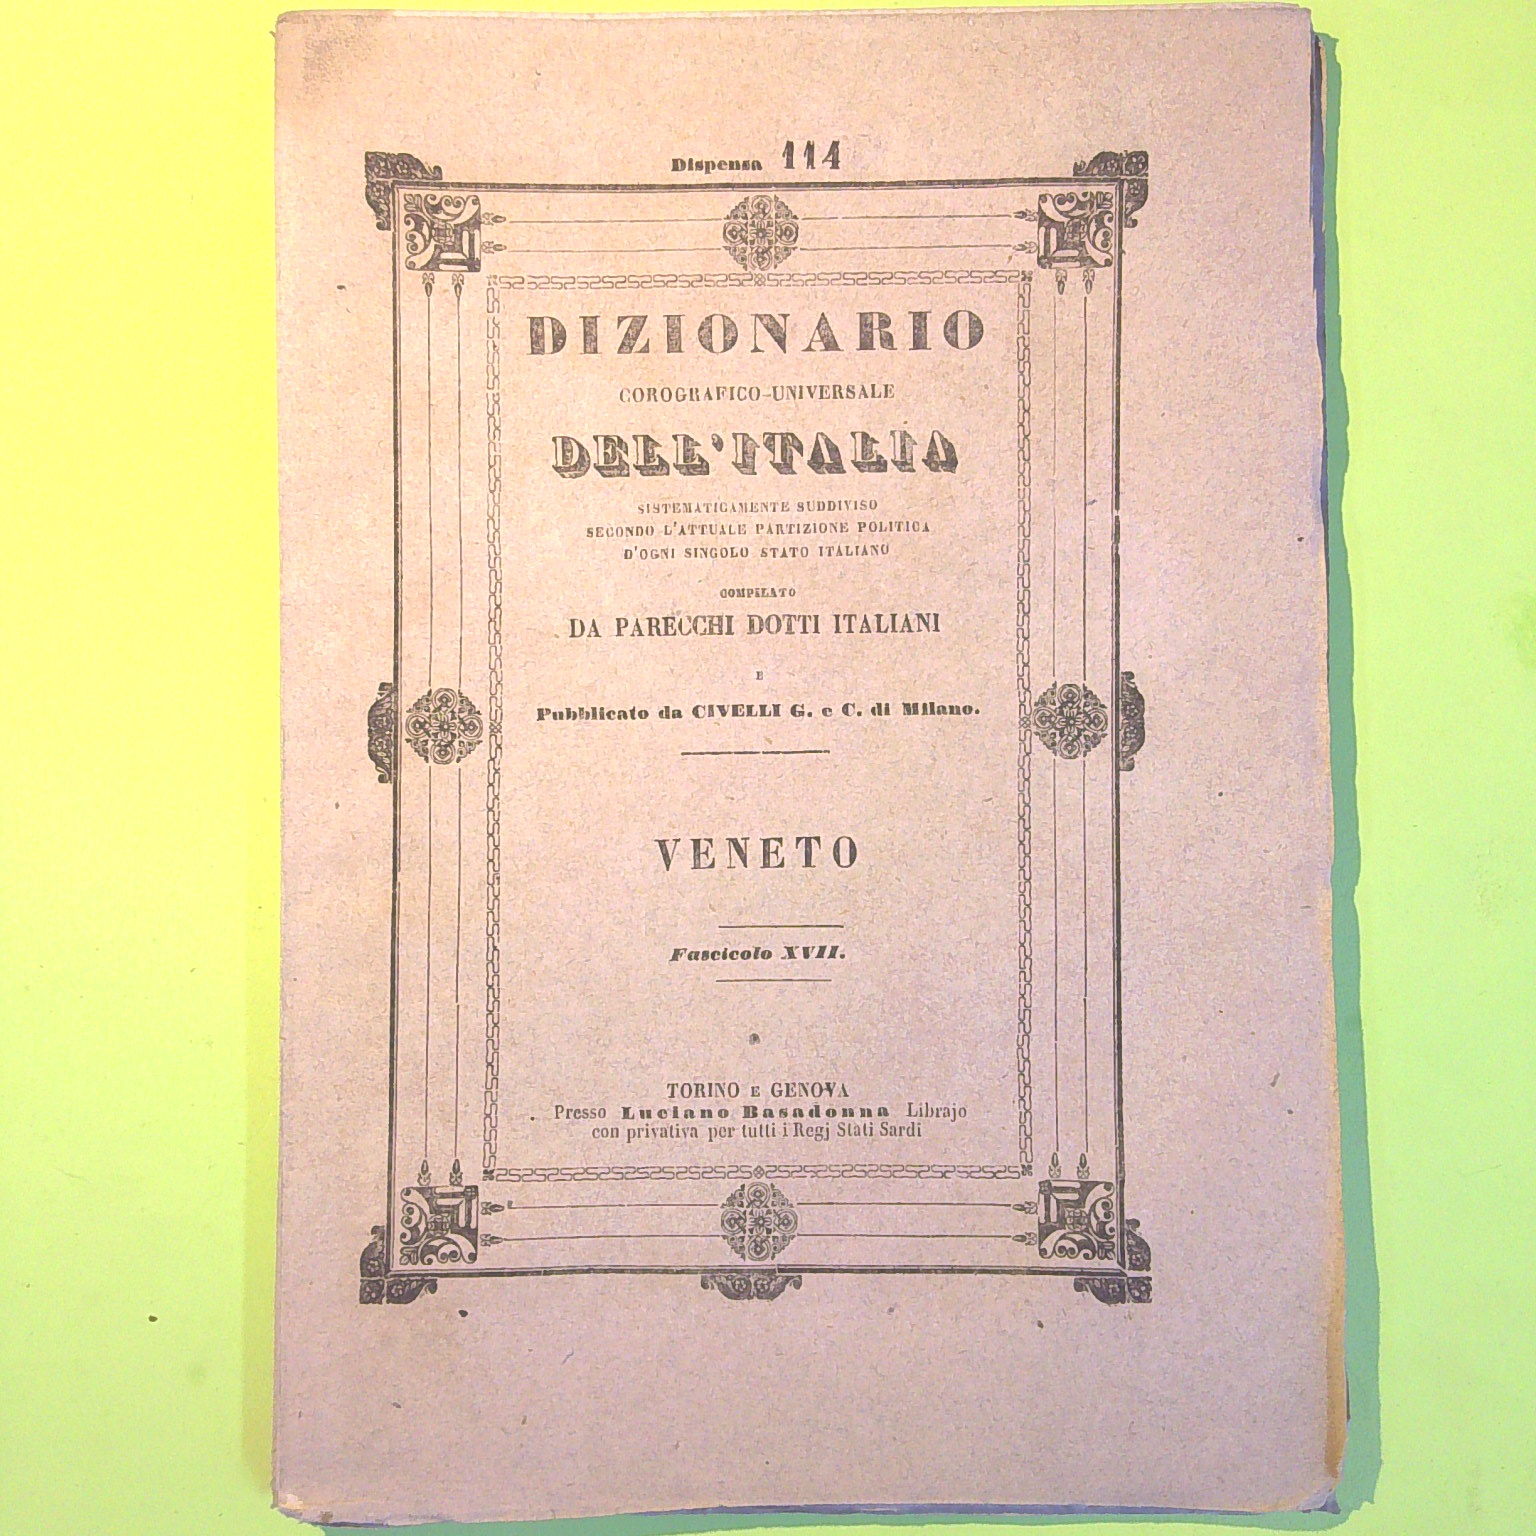 Dispensa 114
DIZIONARIO
COROGRAFICO-UNIVERSALE
DELL'ITALIA
SISTEMATICAMENTE SUDDIVISO
SECONDO L'ATTUALE PARTIZIONE POLITICA
D'OGNI SINGOLO STATO ITALIANO
COMPILATO
DA PARECCHI DOTTI ITALIANI
E
Pubblicato da CIVELLI G. e C. di Milano.
VENETO
Fascicolo XVII.
TORINO E GENOVA
Presso Luciano Basadonna Librajo
con privativa per tutti i Regj Stati Sardi